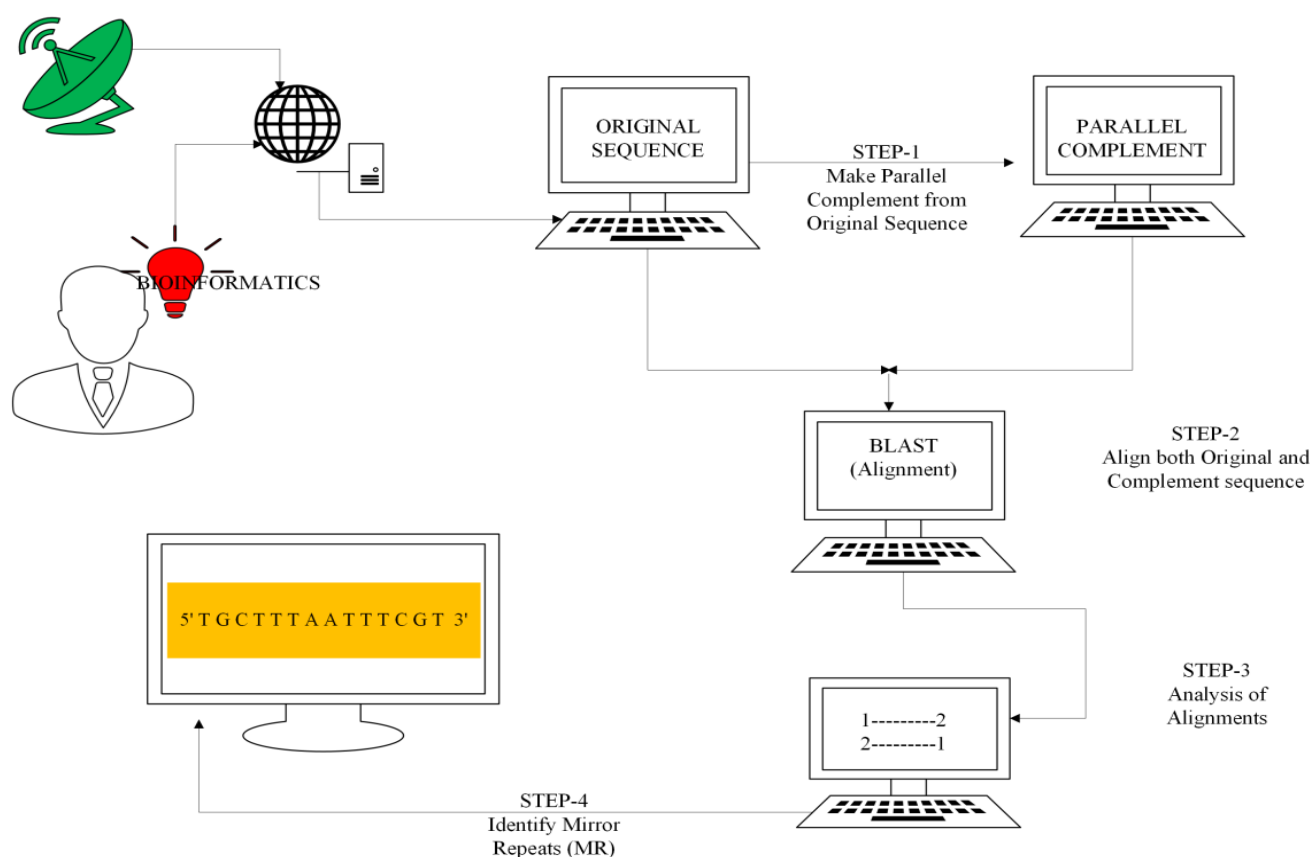 ORIGINAL
SEQUENCE
STEP-1
Make Parallel
Complement from
Original Sequence
PARALLEL
COMPLEMENT
BIOINFORMATICS
BLAST
(Alignment)
STEP-2
Align both Original and
Complement sequence
5' T G C T T T A A T T T C G T 3'
STEP-3
Analysis of
Alignments
1---------2
2---------1
STEP-4
Identify Mirror
Repeats (MR)